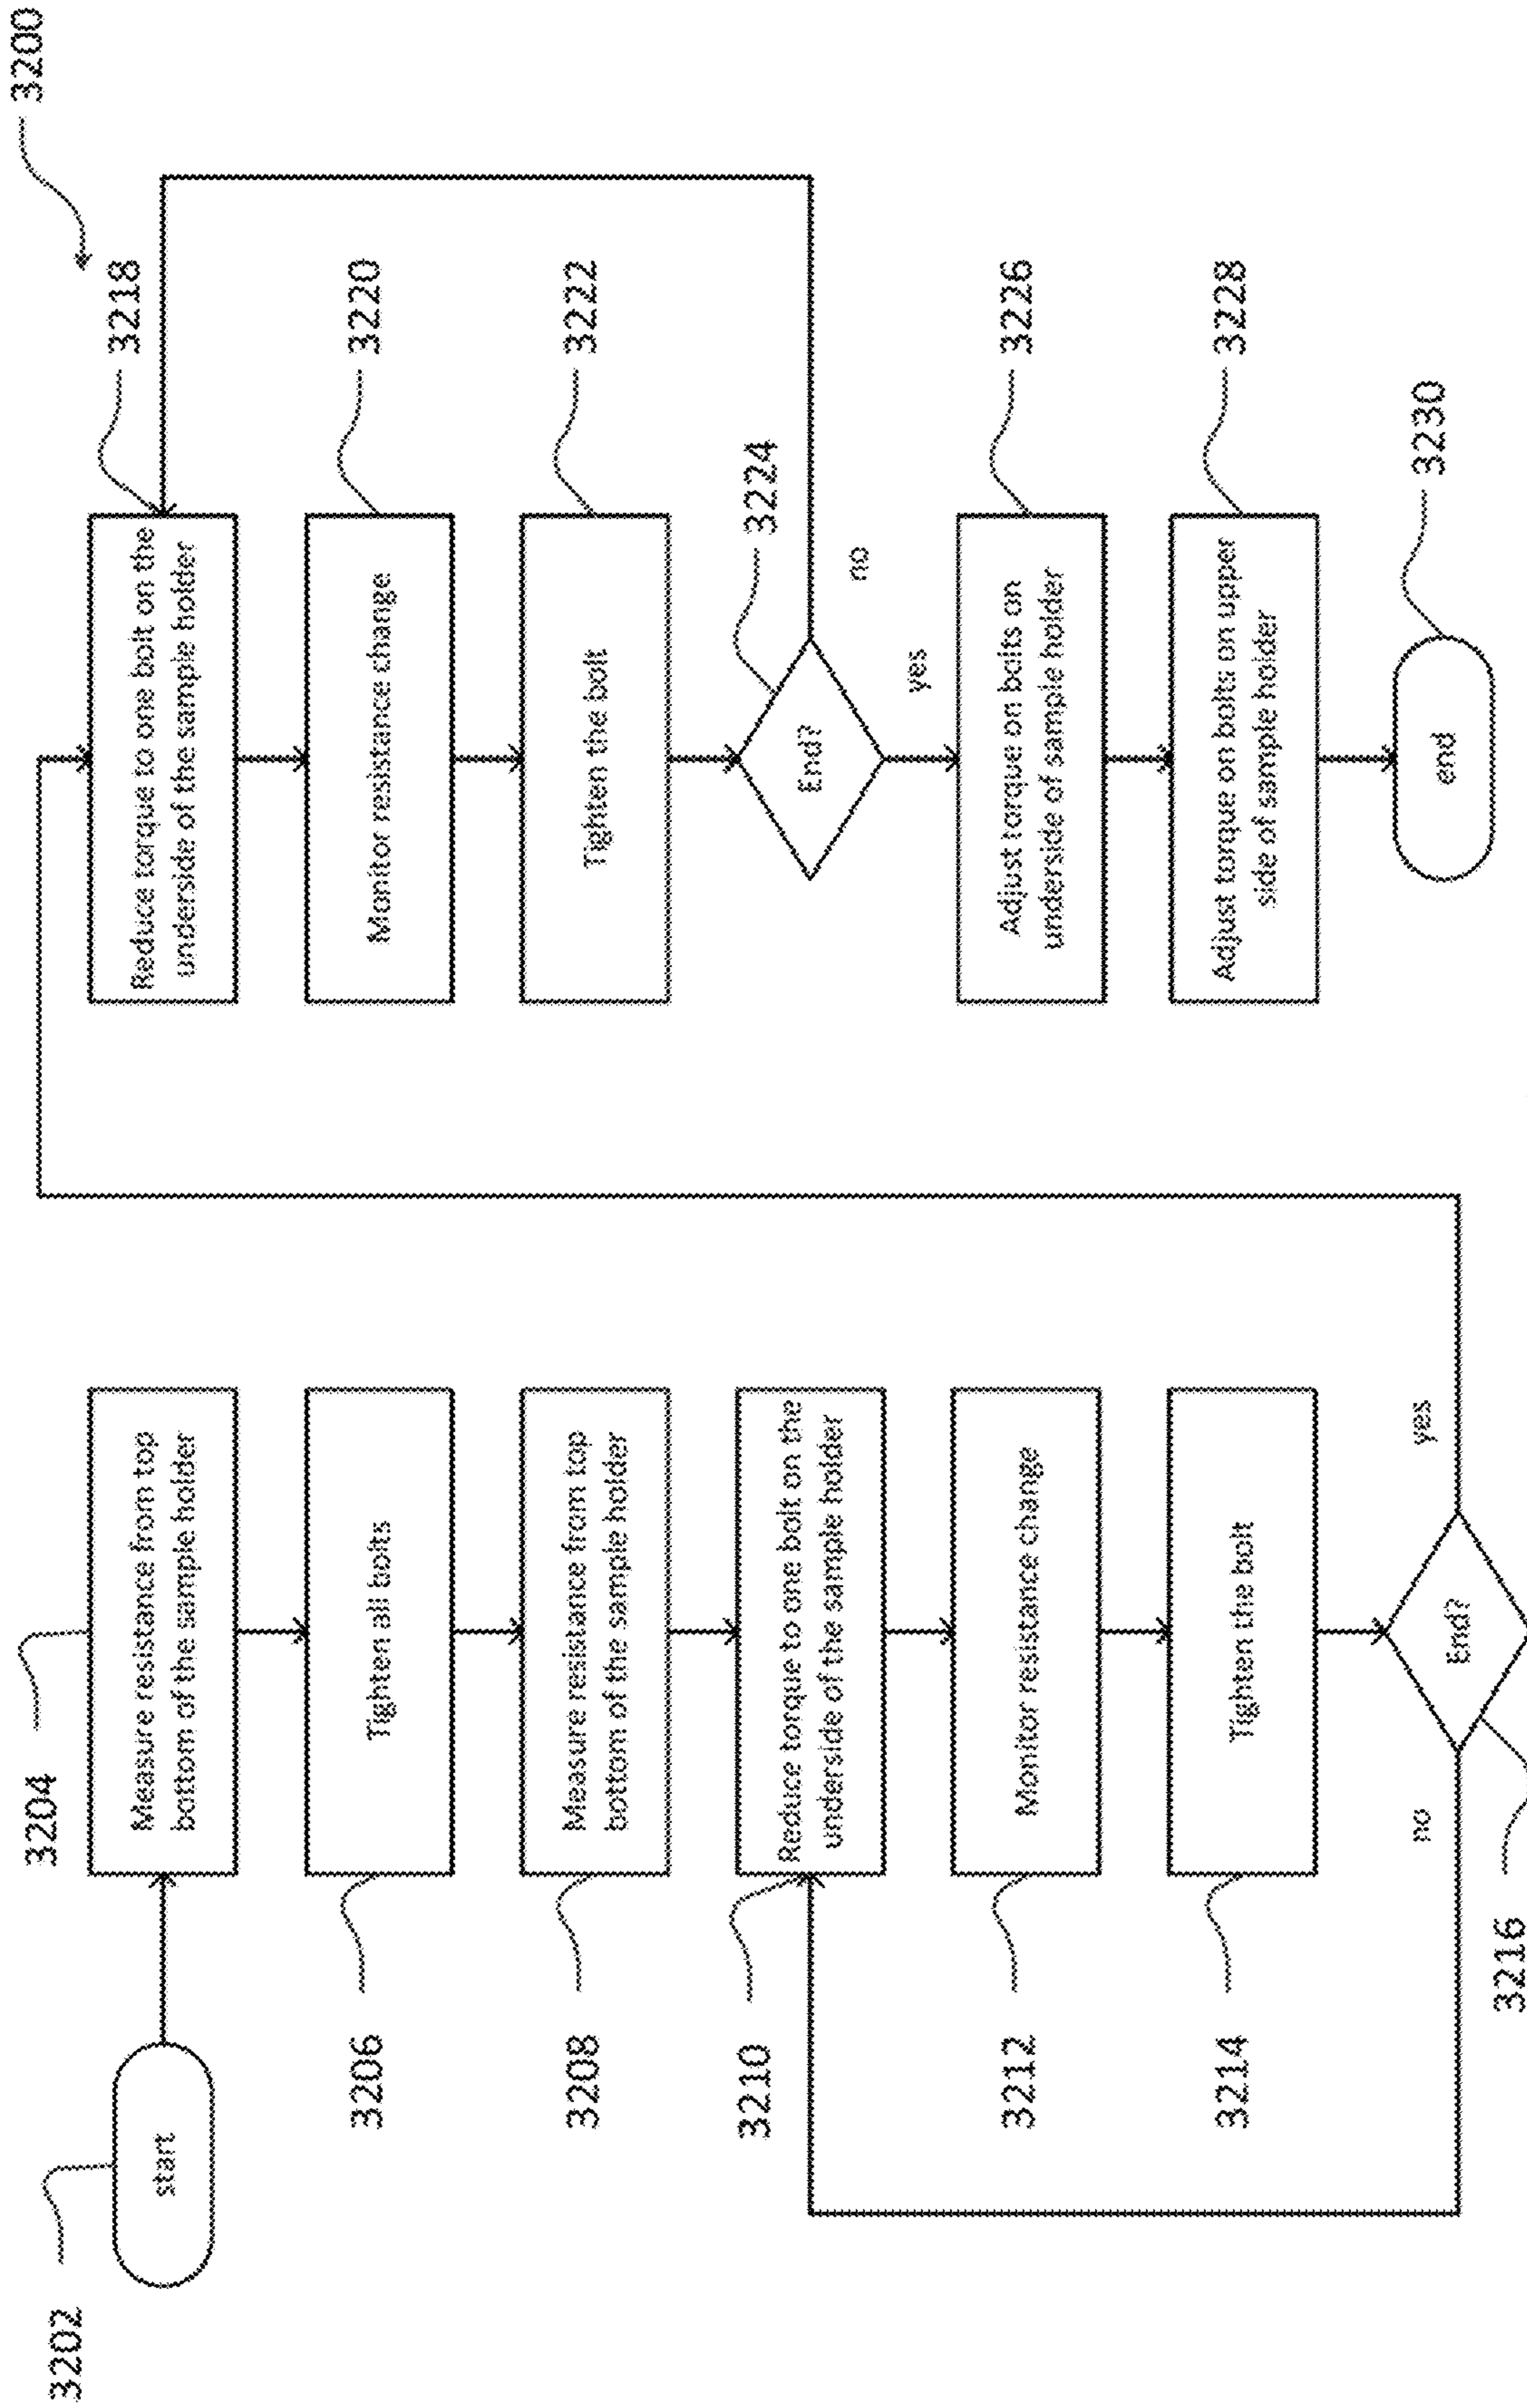 3200
3202
start
3204
Measure resistance from top
bottom of the sample holder
3206
Tighten all bolts
3208
Measure resistance from top
bottom of the sample holder
3210
Reduce torque to one bolt on the
underside of the sample holder
3212
Monitor resistance change
3214
Tighten the bolt
3216
End?
no
yes
3218
Reduce torque to one bolt on the
underside of the sample holder
3220
Monitor resistance change
3222
Tighten the bolt
3224
End?
no
yes
3226
Adjust torque on bolts on
underside of sample holder
3228
Adjust torque on bolts on upper
side of sample holder
3230
end